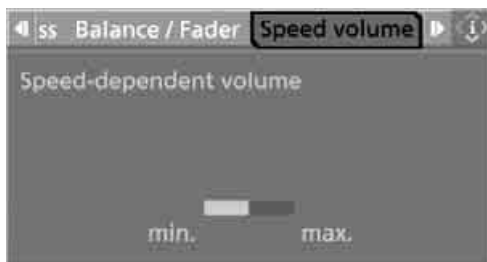 ss Balance / Fader Speed volume i
Speed-dependent volume
min. max.